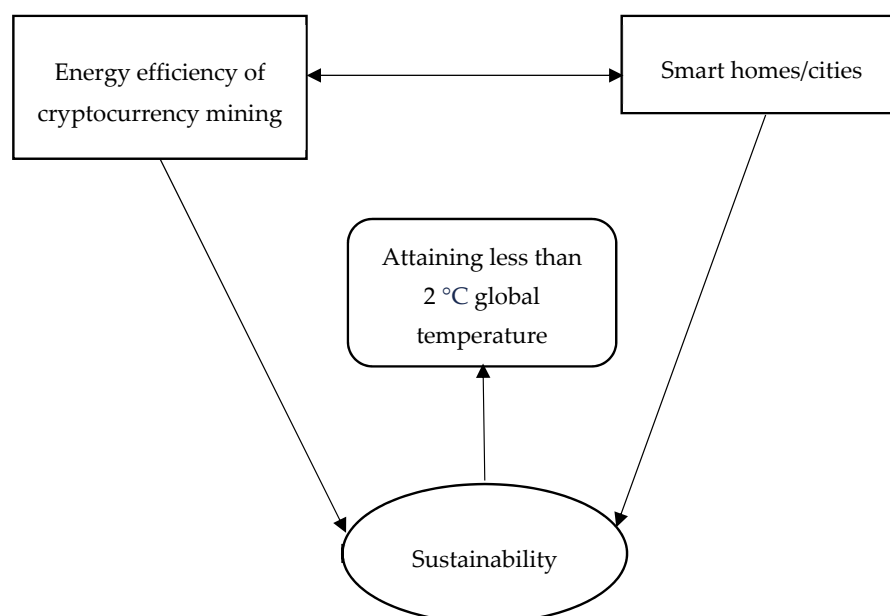 Energy efficiency of
cryptocurrency mining
Smart homes/cities
Attaining less than
2 °C global
temperature
Sustainability